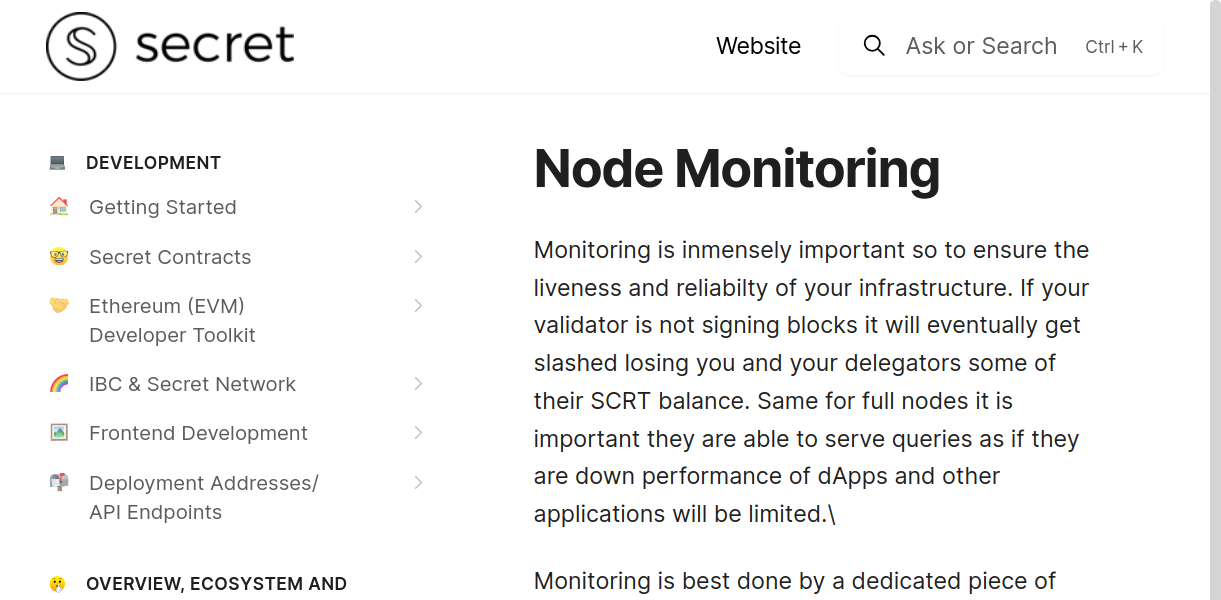 secret
Website
Ask or Search
Ctrl + K
DEVELOPMENT
Getting Started
Secret Contracts
Ethereum (EVM)
Developer Toolkit
IBC & Secret Network
Frontend Development
Deployment Addresses/
API Endpoints
OVERVIEW, ECOSYSTEM AND
Node Monitoring
Monitoring is inmensely important so to ensure the
liveness and reliabilty of your infrastructure. If your
validator is not signing blocks it will eventually get
slashed losing you and your delegators some of
their SCRT balance. Same for full nodes it is
important they are able to serve queries as if they
are down performance of dApps and other
applications will be limited.\
Monitoring is best done by a dedicated piece of